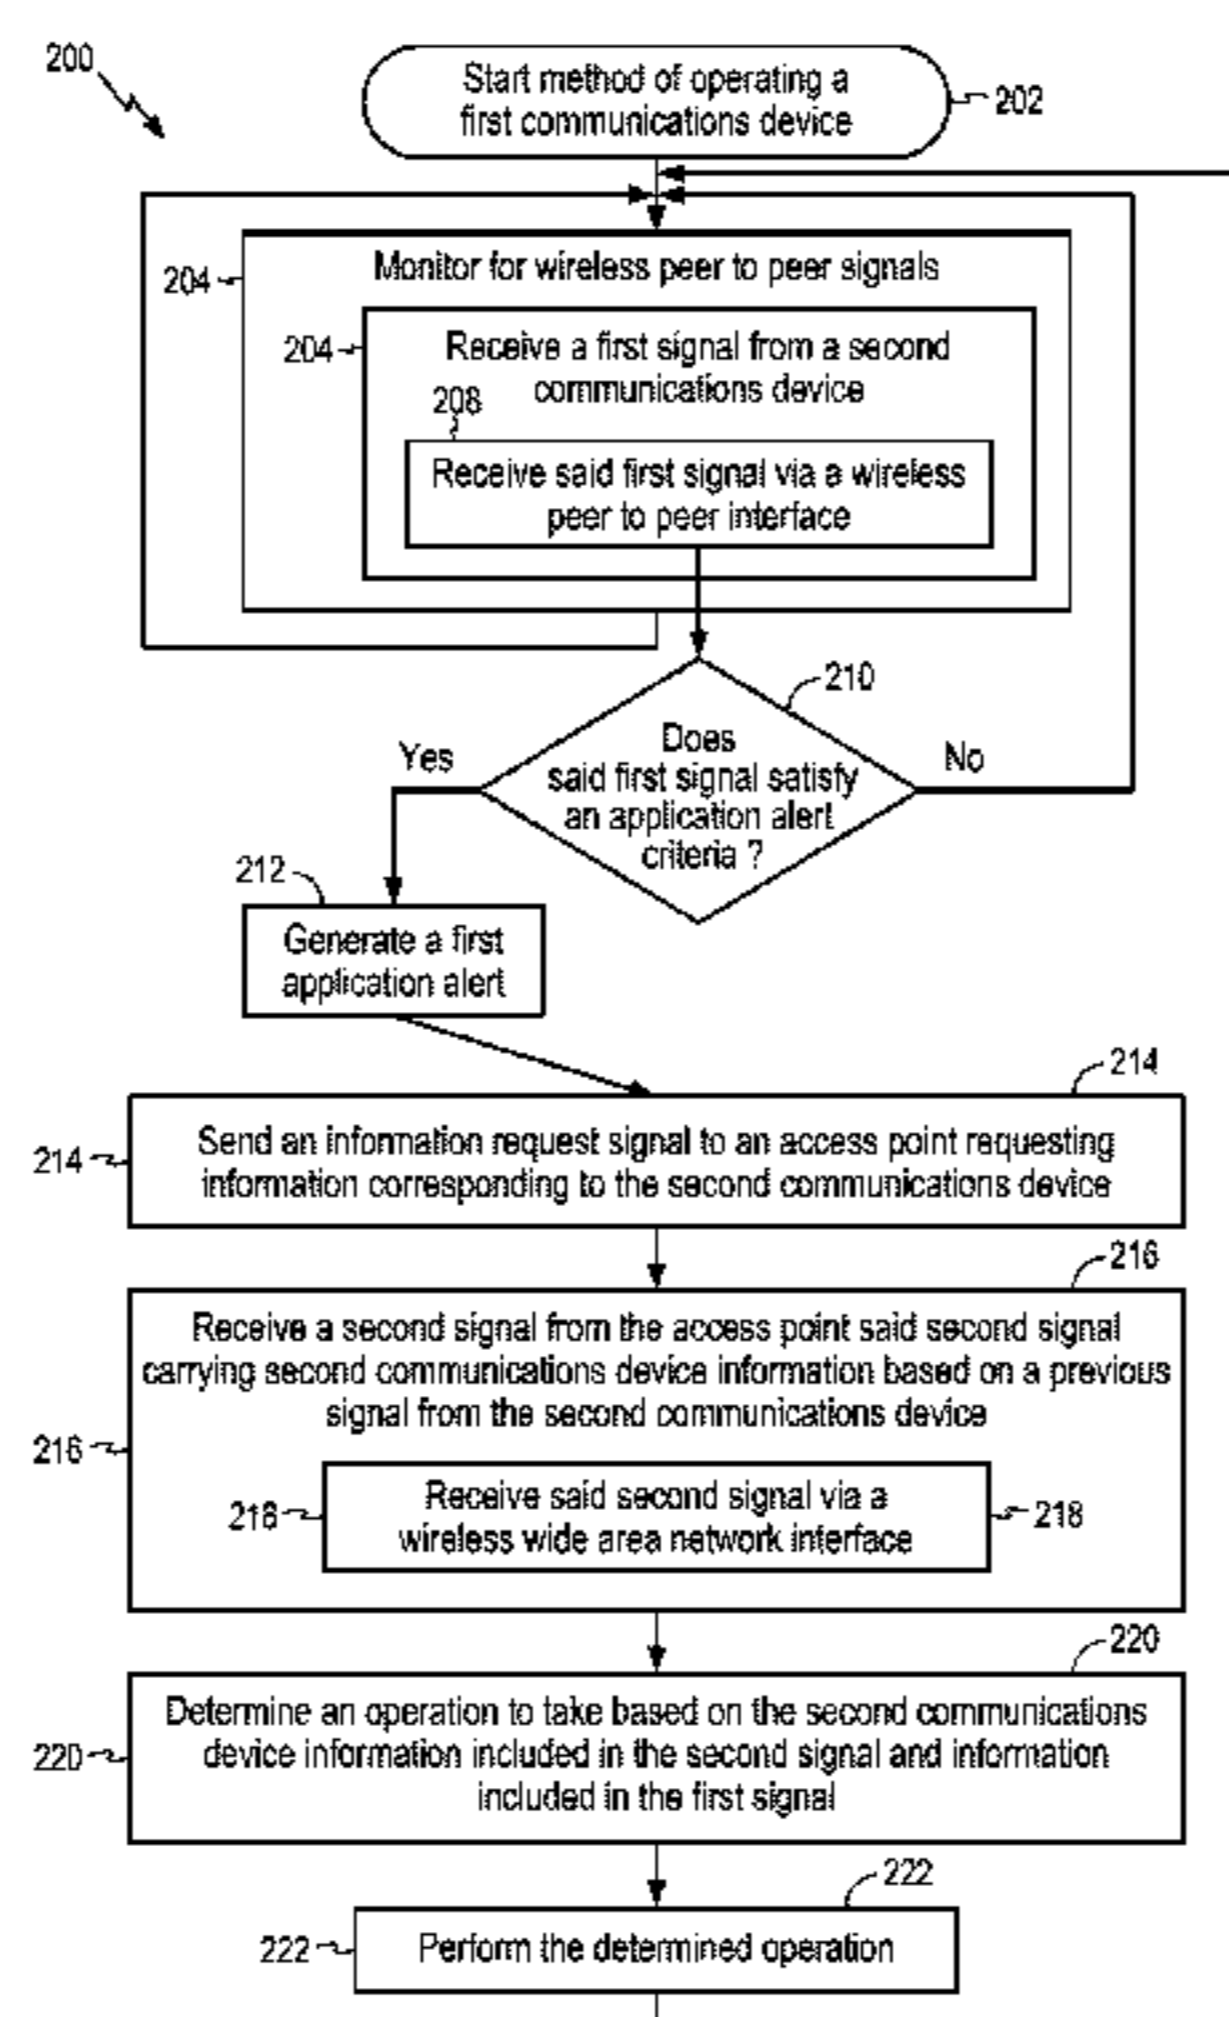 200
Start method of operating a
first communications device
202
204
Monitor for wireless peer to peer signals
204
Receive a first signal from a second
communications device
208
Receive said first signal via a wireless
peer to peer interface
210
Yes
No
Does
said first signal satisfy
an application alert
criteria ?
212
Generate a first
application alert
214
214
Send an information request signal to an access point requesting
information corresponding to the second communications device
216
Receive a second signal from the access point said second signal
carrying second communications device information based on a previous
signal from the second communications device
216
216
Receive said second signal via a
wireless wide area network interface
218
220
Determine an operation to take based on the second communications
device information included in the second signal and information
included in the first signal
220
222
222
Perform the determined operation